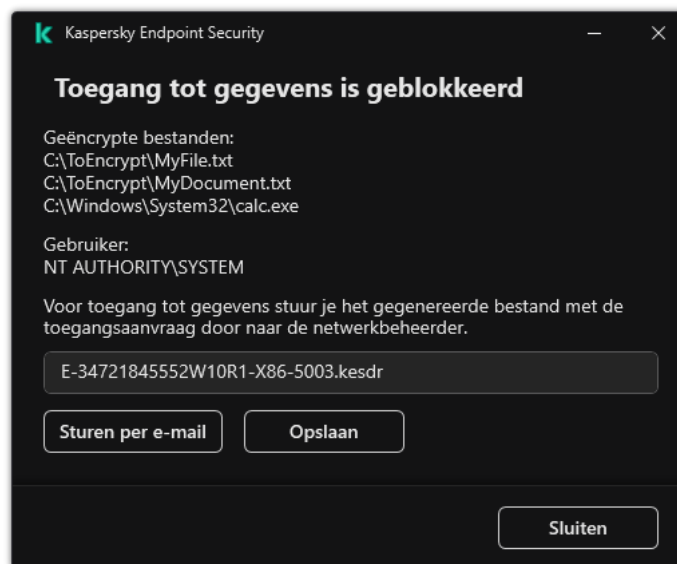 Kaspersky Endpoint Security
Toegang tot gegevens is geblokkeerd
Geëncrypte bestanden:
C:\ToEncrypt\MyFile.txt
C:\ToEncrypt\MyDocument.txt
C:\Windows\System32\calc.exe
Gebruiker:
NT AUTHORITY\SYSTEM
Voor toegang tot gegevens stuur je het gegenereerde bestand met de
toegangsaanvraag door naar de netwerkbeheerder.
E-34721845552W10R1-X86-5003.kesdr
Sturen per e-mail
Opslaan
Sluiten